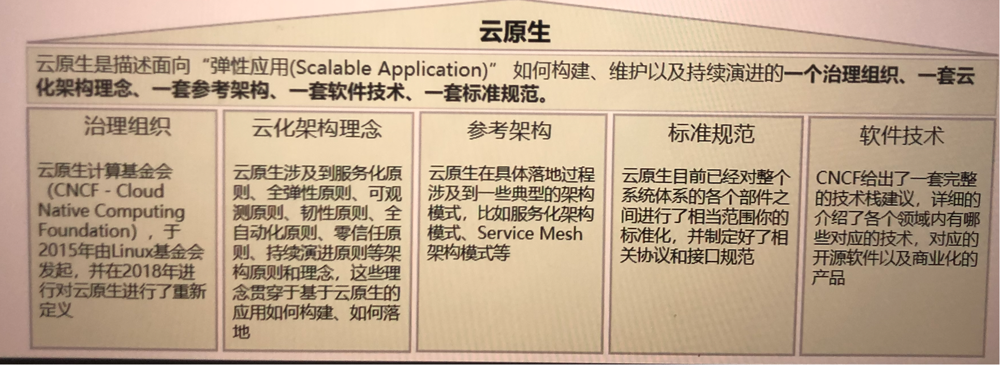 云原生
云原生是描述面向“弹性应用(Scalable Application)” 如何构建、维护以及持续演进的一个治理组织、一套云
化架构理念、一套参考架构、一套软件技术、一套标准规范。
治理组织
云原生计算基金会
（CNCF - Cloud
Native Computing
Foundation），于
2015年由Linux基金会
发起，并在2018年进
行对云原生进行了重新
定义
云化架构理念
云原生涉及到服务化原
则、全弹性原则、可观
测原则、韧性原则、全
自动化原则、零信任原
则、持续演进原则等架
构原则和理念，这些理
念贯穿于基于云原生的
应用如何构建、如何落
地
参考架构
云原生在具体落地过程
涉及到一些典型的架构
模式，比如服务化架构
模式、Service Mesh
架构模式等
标准规范
云原生目前已经对整个
系统体系的各个部件之
间进行了相当范围你的
标准化，并制定好了相
关协议和接口规范
软件技术
CNCF给出了一套完整
的技术栈建议，详细的
介绍了各个领域内有哪
些对应的技术，对应的
开源软件以及商业化的
产品